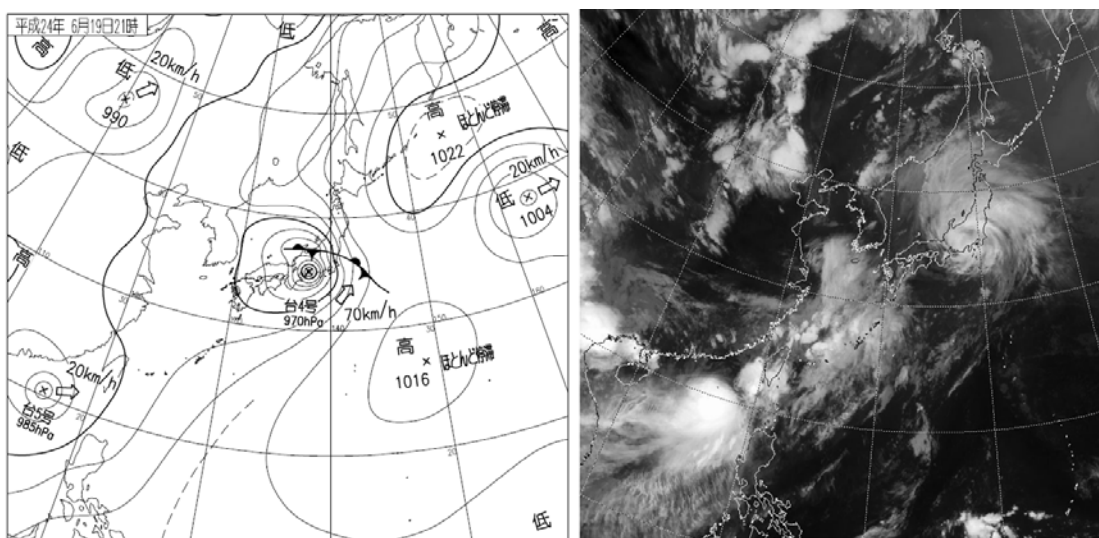 平成24年 6月19日21時
高
低
20km/h
低
990
低
高
高
ほとんど停滞
1022
20km/h
低
1004
高
台4号
970hPa
70km/h
高
ほとんど停滞
1016
20km/h
台5号
985hPa
低
140